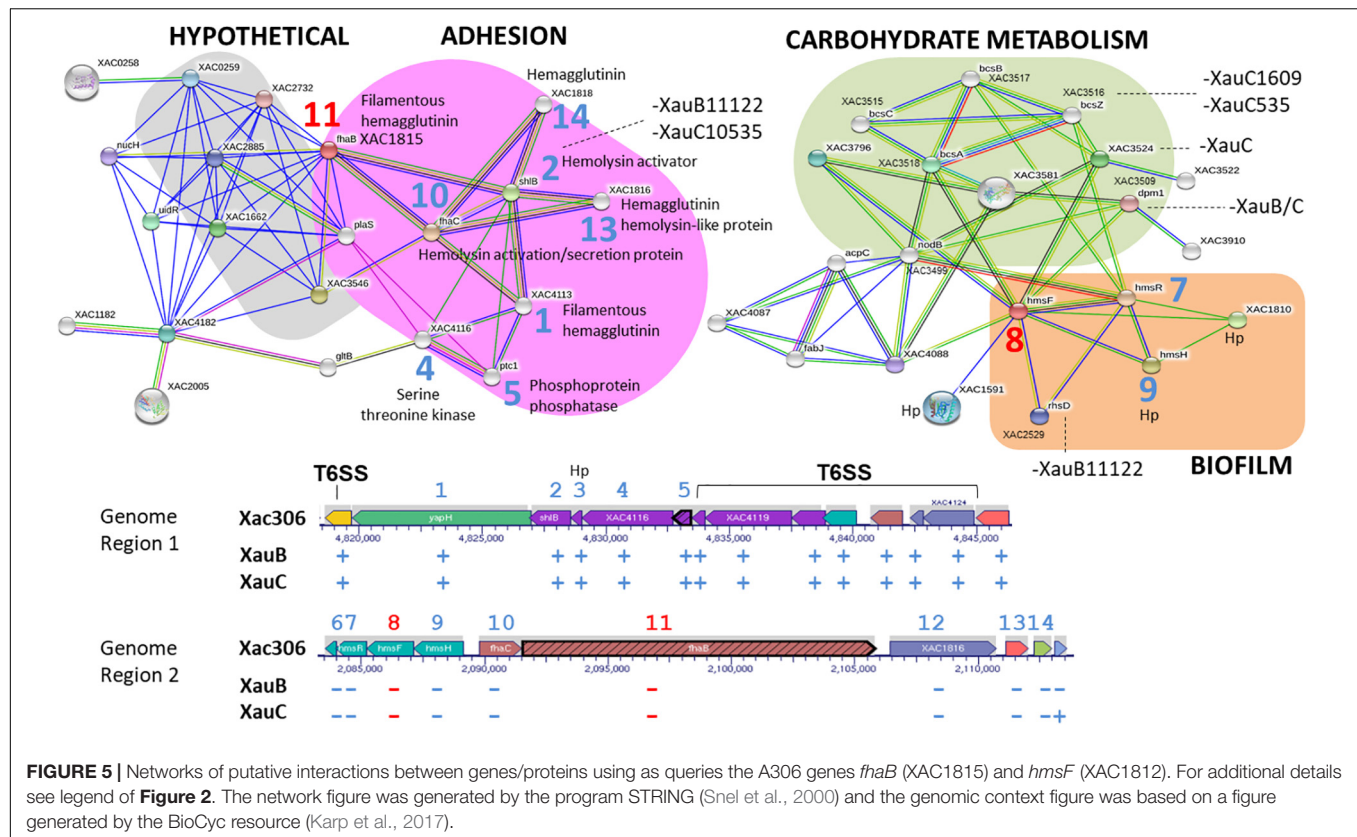 HYPOTHETICAL
ADHESION
CARBOHYDRATE METABOLISM
XAC0258
XAC0259
XAC2732
nucH
XAC2885
uidR
XAC1662
plaS
XAC3546
XAC1182
XAC4182
XAC2005
gltB
11
Filamentous
hemagglutinin
fhaB
XAC1815
Hemagglutinin
XAC1818
14
-XauB11122
-XauC10535
2 Hemolysin activator
shlB
10
fhaC
XAC1816
13
Hemagglutinin
hemolysin-like protein
Hemolysin activation/secretion protein
XAC4113
1
Filamentous
hemagglutinin
XAC4116
4
Serine
threonine kinase
ptc1
5
Phosphoprotein
phosphatase
bcsB
XAC3517
XAC3515
bcsC
XAC3516
bcsZ
-XauC1609
-XauC535
XAC3796
XAC3518
bcsA
XAC3524
-XauC
XAC3522
XAC3581
XAC3509
dpm1
-XauB/C
XAC3910
acpC
nodB
XAC3499
XAC4087
fabJ
XAC4088
hmsF
8
hmsR
7
XAC1810
Hp
hmsH
9
Hp
XAC1591
Hp
rhsD
XAC2529
-XauB11122
BIOFILM
T6SS
Hp
T6SS
1 2 3 4 5
Genome
Region 1
Xac306
yapH shlB XAC4116 XAC4119 XAC4124
4,820,000 4,825,000 4,830,000 4,835,000 4,840,000 4,845,000
XauB + + + + + + + + + + + + + +
XauC + + + + + + + + + + + + + +
6 7 8 9 10 11 12 13 14
Genome
Region 2
Xac306
hmsR hmsF hmsH fhaC fhaB XAC1816
2,085,000 2,090,000 2,095,000 2,100,000 2,105,000 2,110,000
XauB – – – – – – – – – –
XauC – – – – – – – – – +
FIGURE 5 | Networks of putative interactions between genes/proteins using as queries the A306 genes fhaB (XAC1815) and hmsF (XAC1812). For additional details
see legend of Figure 2. The network figure was generated by the program STRING (Snel et al., 2000) and the genomic context figure was based on a figure
generated by the BioCyc resource (Karp et al., 2017).